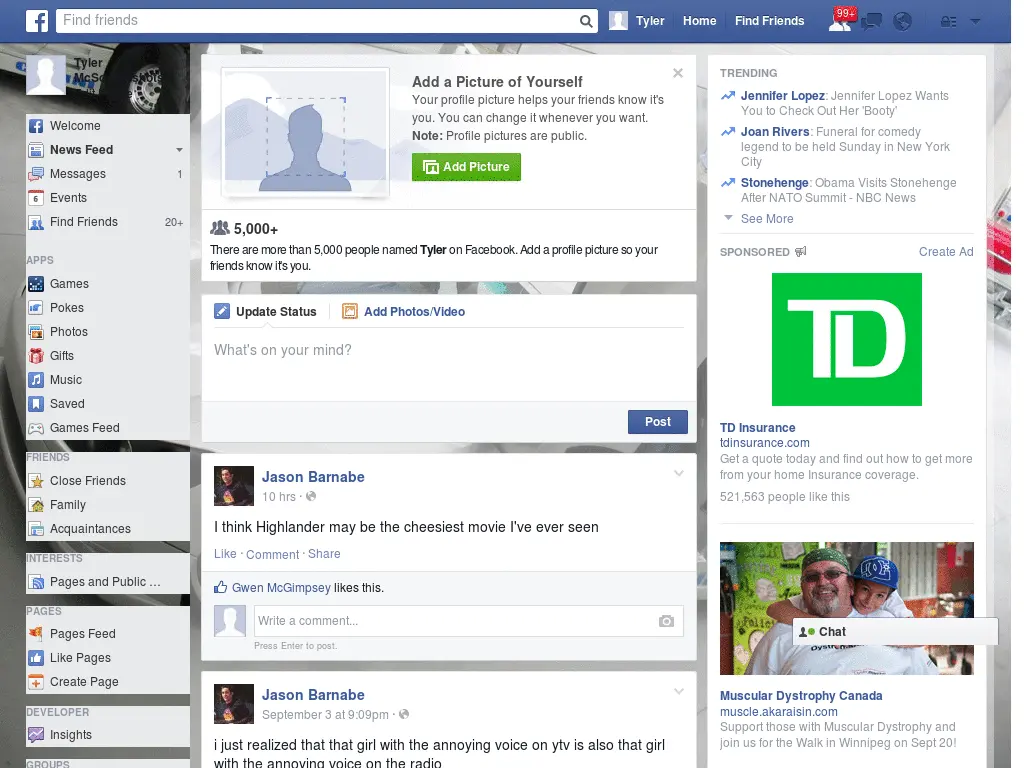 Find friends
Tyler
Home
Find Friends
99+
Tyler
Welcome
News Feed
Messages
1
Events
Find Friends
20+
APPS
Games
Pokes
Photos
Gifts
Music
Saved
Games Feed
FRIENDS
Close Friends
Family
Acquaintances
INTERESTS
Pages and Public ...
PAGES
Pages Feed
Like Pages
Create Page
DEVELOPER
Insights
GROUPS
Add a Picture of Yourself
Your profile picture helps your friends know it's
you. You can change it whenever you want.
Note: Profile pictures are public.
Add Picture
5,000+
There are more than 5,000 people named Tyler on Facebook. Add a profile picture so your
friends know it's you.
Update Status
Add Photos/Video
What's on your mind?
Post
Jason Barnabe
10 hrs ·
I think Highlander may be the cheesiest movie I've ever seen
Like · Comment · Share
Gwen McGimpsey likes this.
Write a comment...
Press Enter to post.
Jason Barnabe
September 3 at 9:09pm ·
i just realized that that girl with the annoying voice on ytv is also that girl
with the annoying voice on the radio
TRENDING
Jennifer Lopez: Jennifer Lopez Wants
You to Check Out Her 'Booty'
Joan Rivers: Funeral for comedy
legend to be held Sunday in New York
City
Stonehenge: Obama Visits Stonehenge
After NATO Summit - NBC News
See More
SPONSORED
Create Ad
TD
TD Insurance
tdinsurance.com
Get a quote today and find out how to get more
from your home Insurance coverage.
521,563 people like this
Chat
Muscular Dystrophy Canada
muscle.akaraisin.com
Support those with Muscular Dystrophy and
join us for the Walk in Winnipeg on Sept 20!